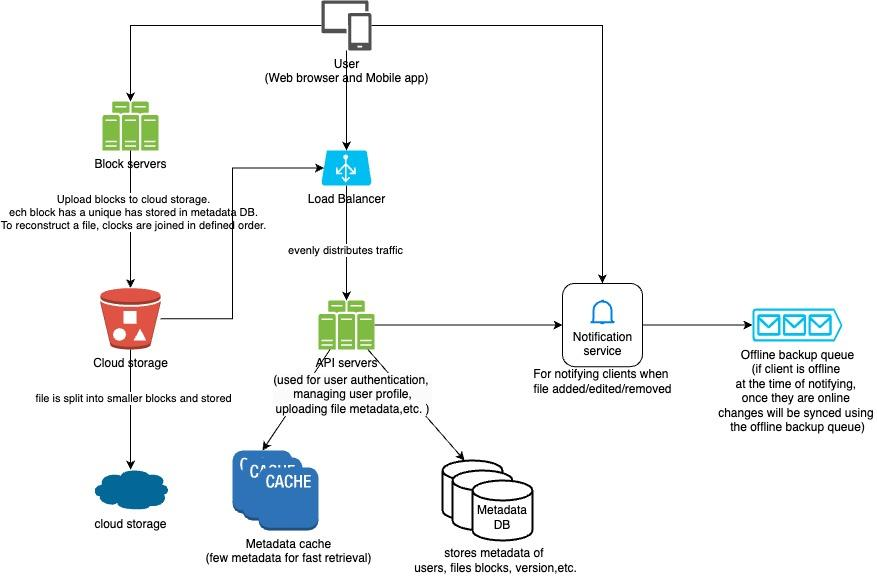 User
(Web browser and Mobile app)
Block servers
Upload blocks to cloud storage.
ech block has a unique has stored in metadata DB.
To reconstruct a file, clocks are joined in defined order.
Load Balancer
evenly distributes traffic
Cloud storage
file is split into smaller blocks and stored
cloud storage
API servers
(used for user authentication,
managing user profile,
uploading file metadata,etc. )
CACHE
CACHE
Metadata cache
(few metadata for fast retrieval)
Metadata
DB
stores metadata of
users, files blocks, version,etc.
Notification
service
For notifying clients when
file added/edited/removed
Offline backup queue
(if client is offline
at the time of notifying,
once they are online
changes will be synced using
the offline backup queue)